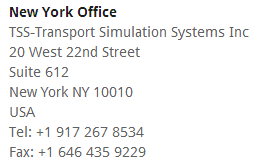 New York Office
TSS-Transport Simulation Systems Inc
20 West 22nd Street
Suite 612
New York NY 10010
USA
Tel: +1 917 267 8534
Fax: +1 646 435 9229